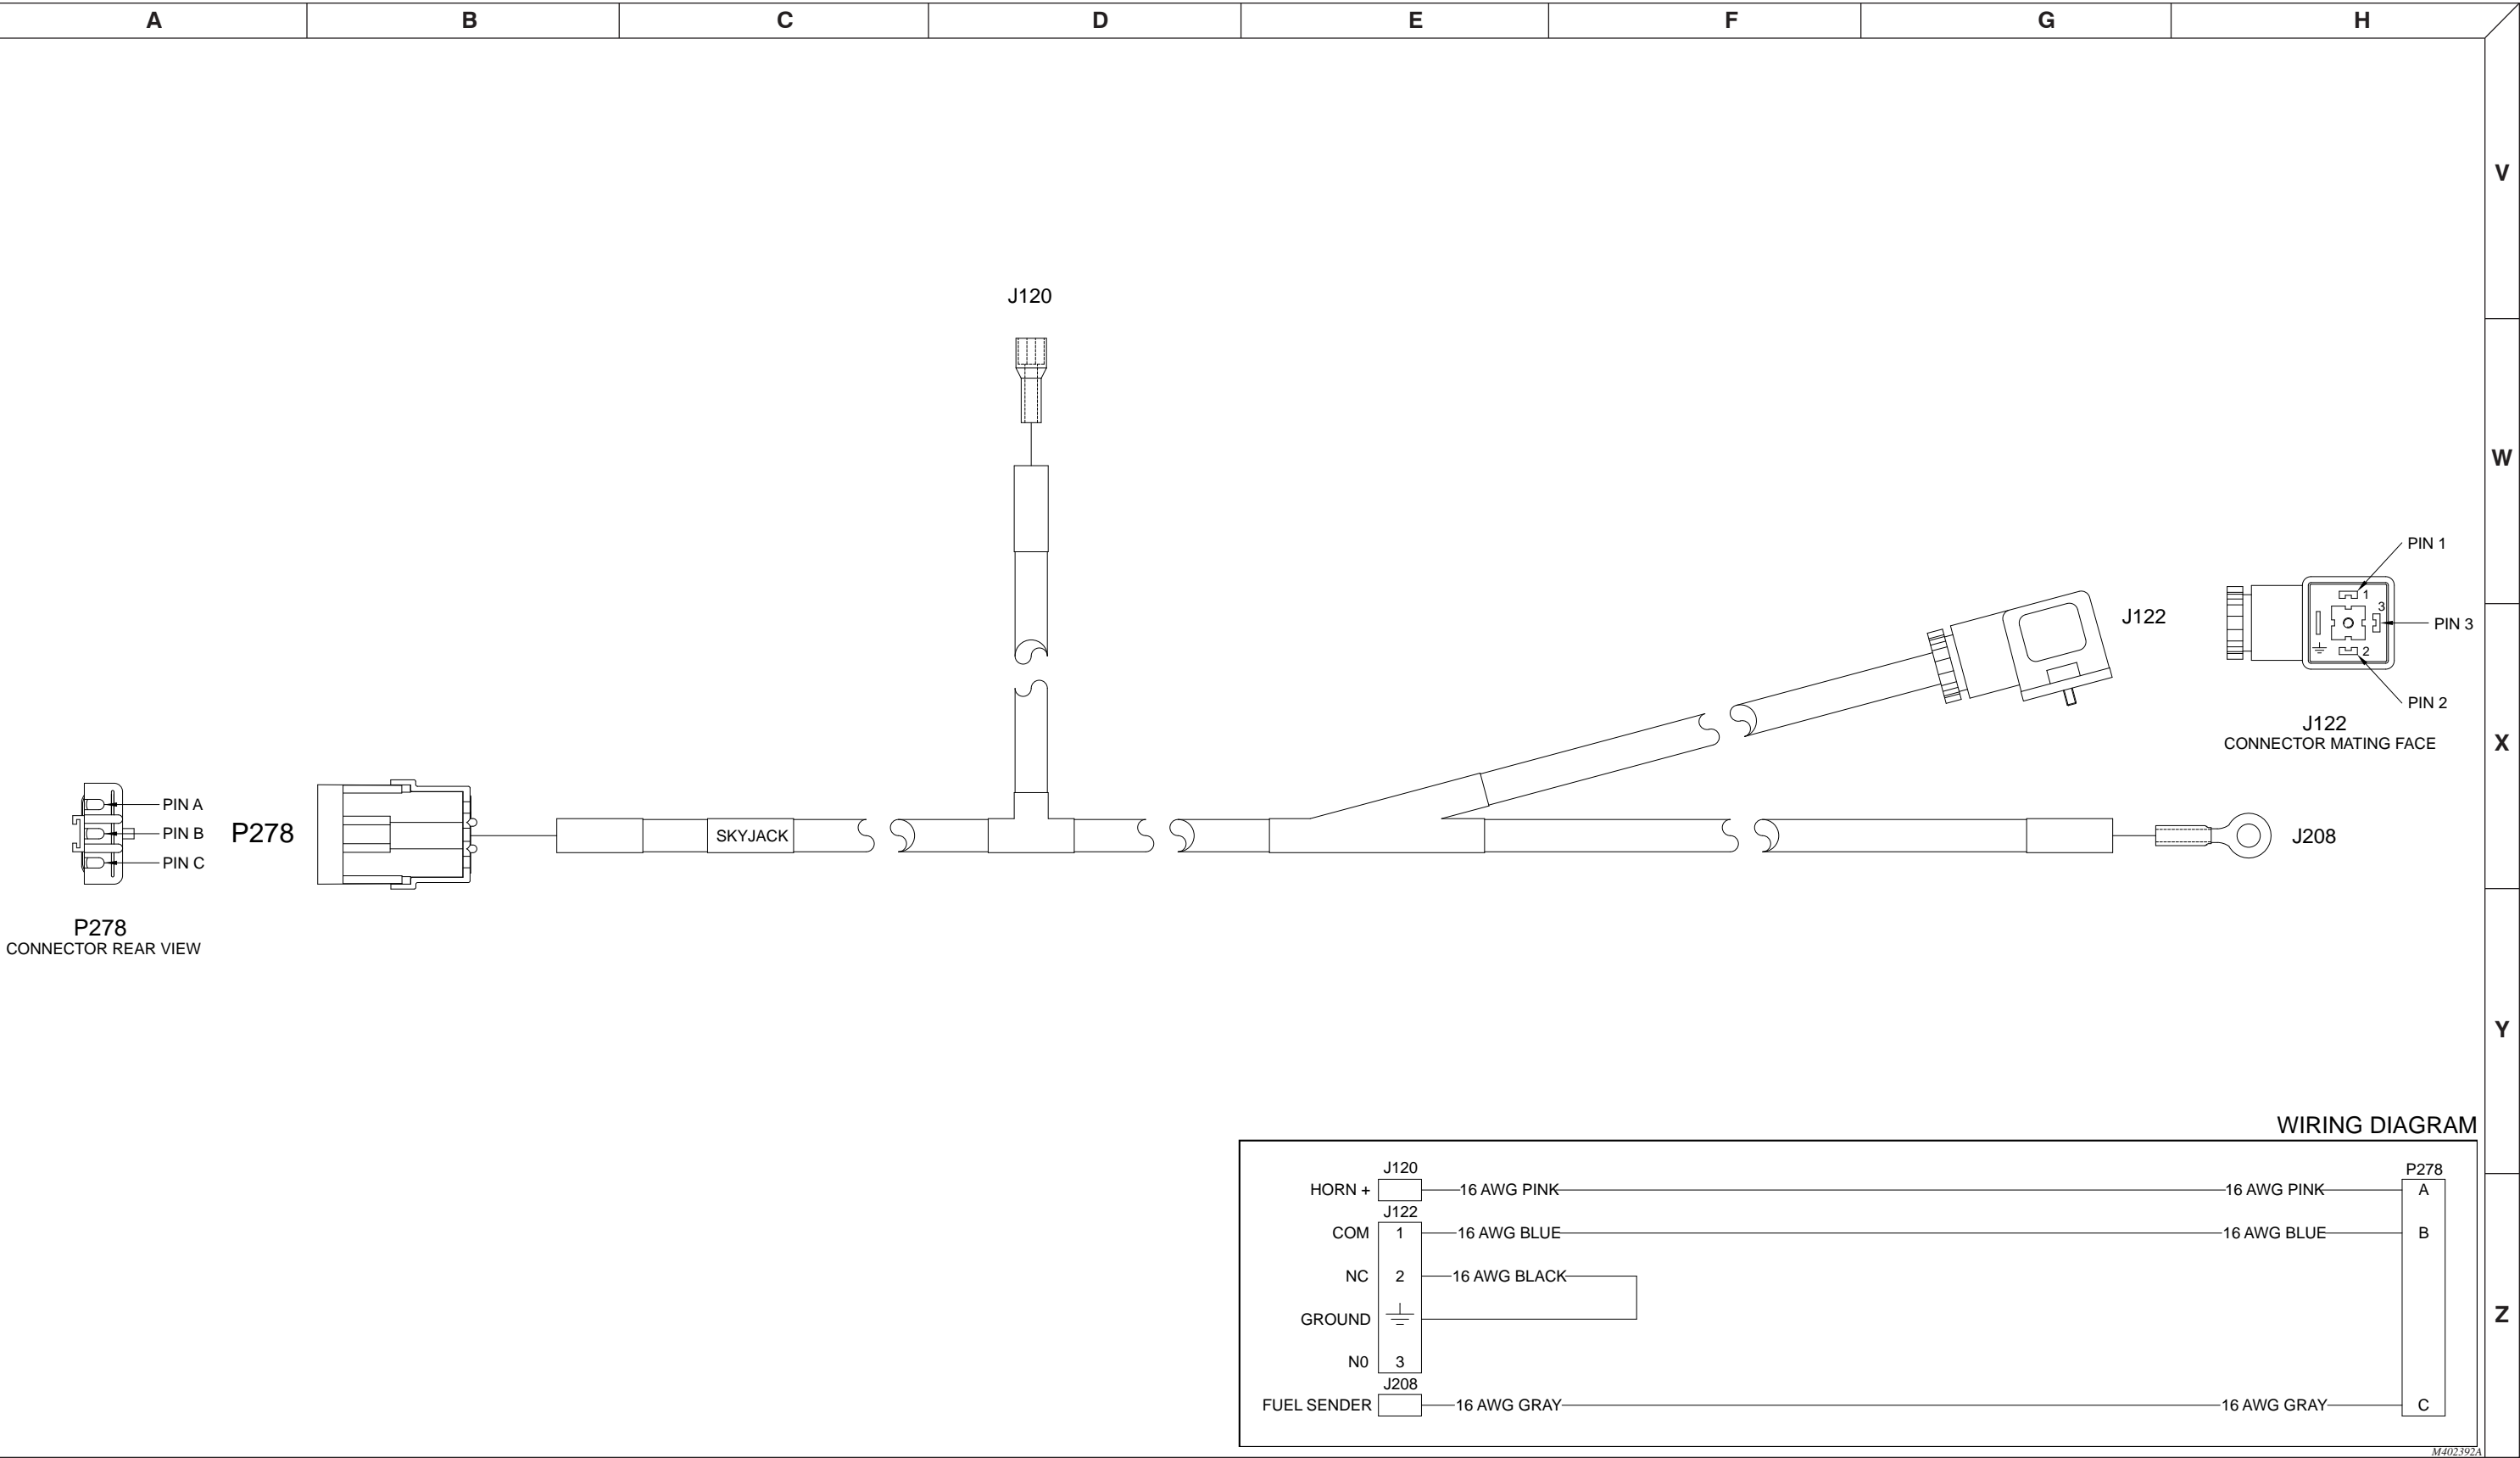 A B C D E F G H
V
J120
W
PIN 1
1
3
J122
PIN 3
2
PIN 2
J122
CONNECTOR MATING FACE
X
PIN A
PIN B
PIN C
P278
SKYJACK
J208
P278
CONNECTOR REAR VIEW
Y
WIRING DIAGRAM
J120
P278
HORN + 16 AWG PINK 16 AWG PINK A
J122
COM 1 16 AWG BLUE 16 AWG BLUE B
NC 2 16 AWG BLACK
GROUND
Z
N0 3
J208
FUEL SENDER 16 AWG GRAY 16 AWG GRAY C
M402392A